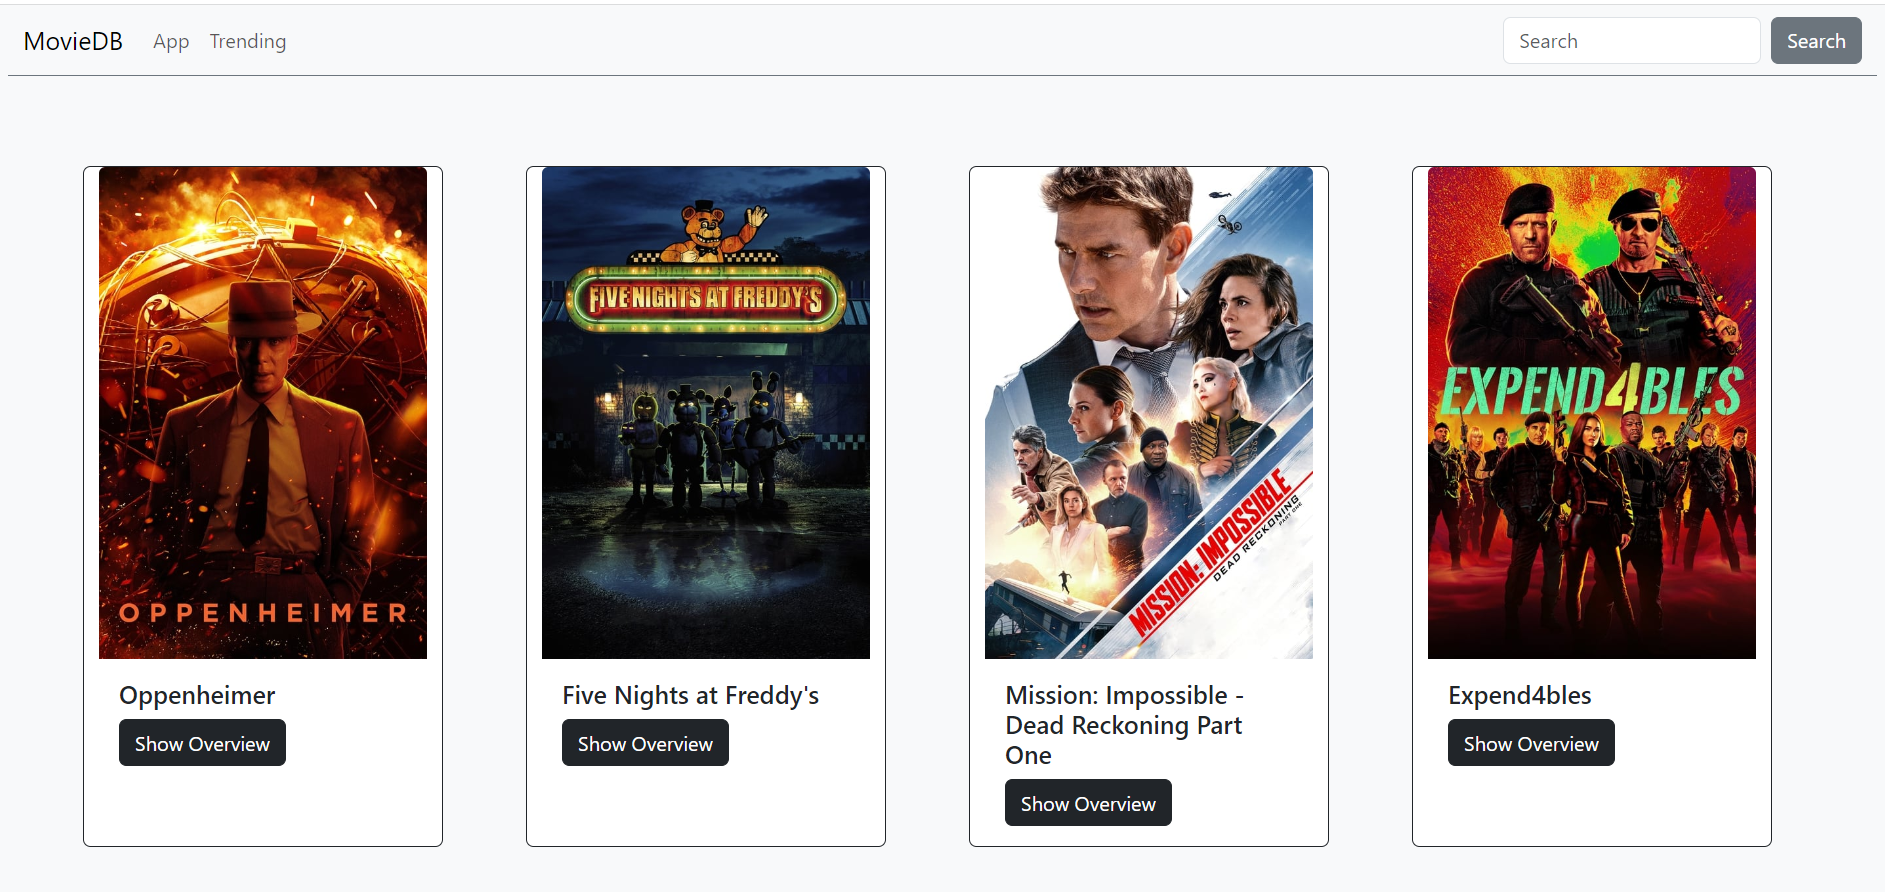 MovieDB App Trending Search Search
OPPENHEIMER
FIVE NIGHTS AT FREDDY'S
MISSION: IMPOSSIBLE
DEAD RECKONING
PART ONE
EXPEND4BLES
Oppenheimer
Show Overview
Five Nights at Freddy's
Show Overview
Mission: Impossible -
Dead Reckoning Part
One
Show Overview
Expend4bles
Show Overview